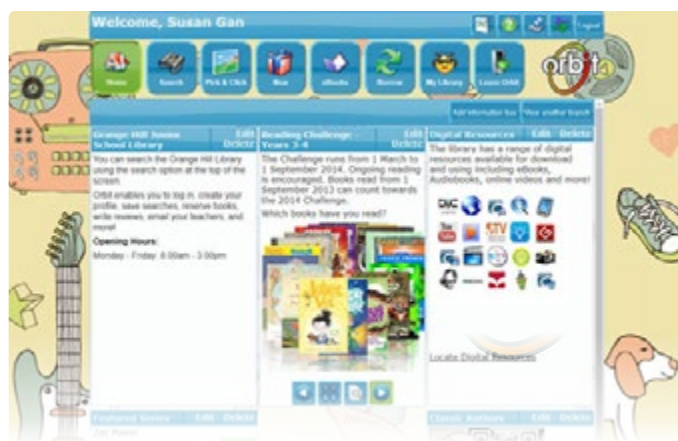 Welcome, Susan Gan
Logout
Home
Search
Pick & Click
New
eBooks
Renew
My Library
Leave Orbit
orbit
Add Information box
View another branch
Grange Hill Junior
School Library
Edit
Delete
You can search the Grange Hill Library
using the search option at the top of the
screen.
Orbit enables you to log in, create your
profile, save searches, reserve books,
write reviews, email your teachers, and
more!
Opening Hours:
Monday - Friday 8:00am - 3:00pm
Reading Challenge
Years 3-4
Edit
Delete
The Challenge runs from 1 March to
1 September 2014. Ongoing reading
is encouraged. Books read from 1
September 2013 can count towards
the 2014 Challenge.
Which books have you read?
Juliet
Digital Resources Edit Delete
The library has a range of digital
resources available for download
and using including eBooks,
Audiobooks, online videos and more!
Locate Digital Resources
Featured Series Edit Delete
Classic Authors Edit Delete